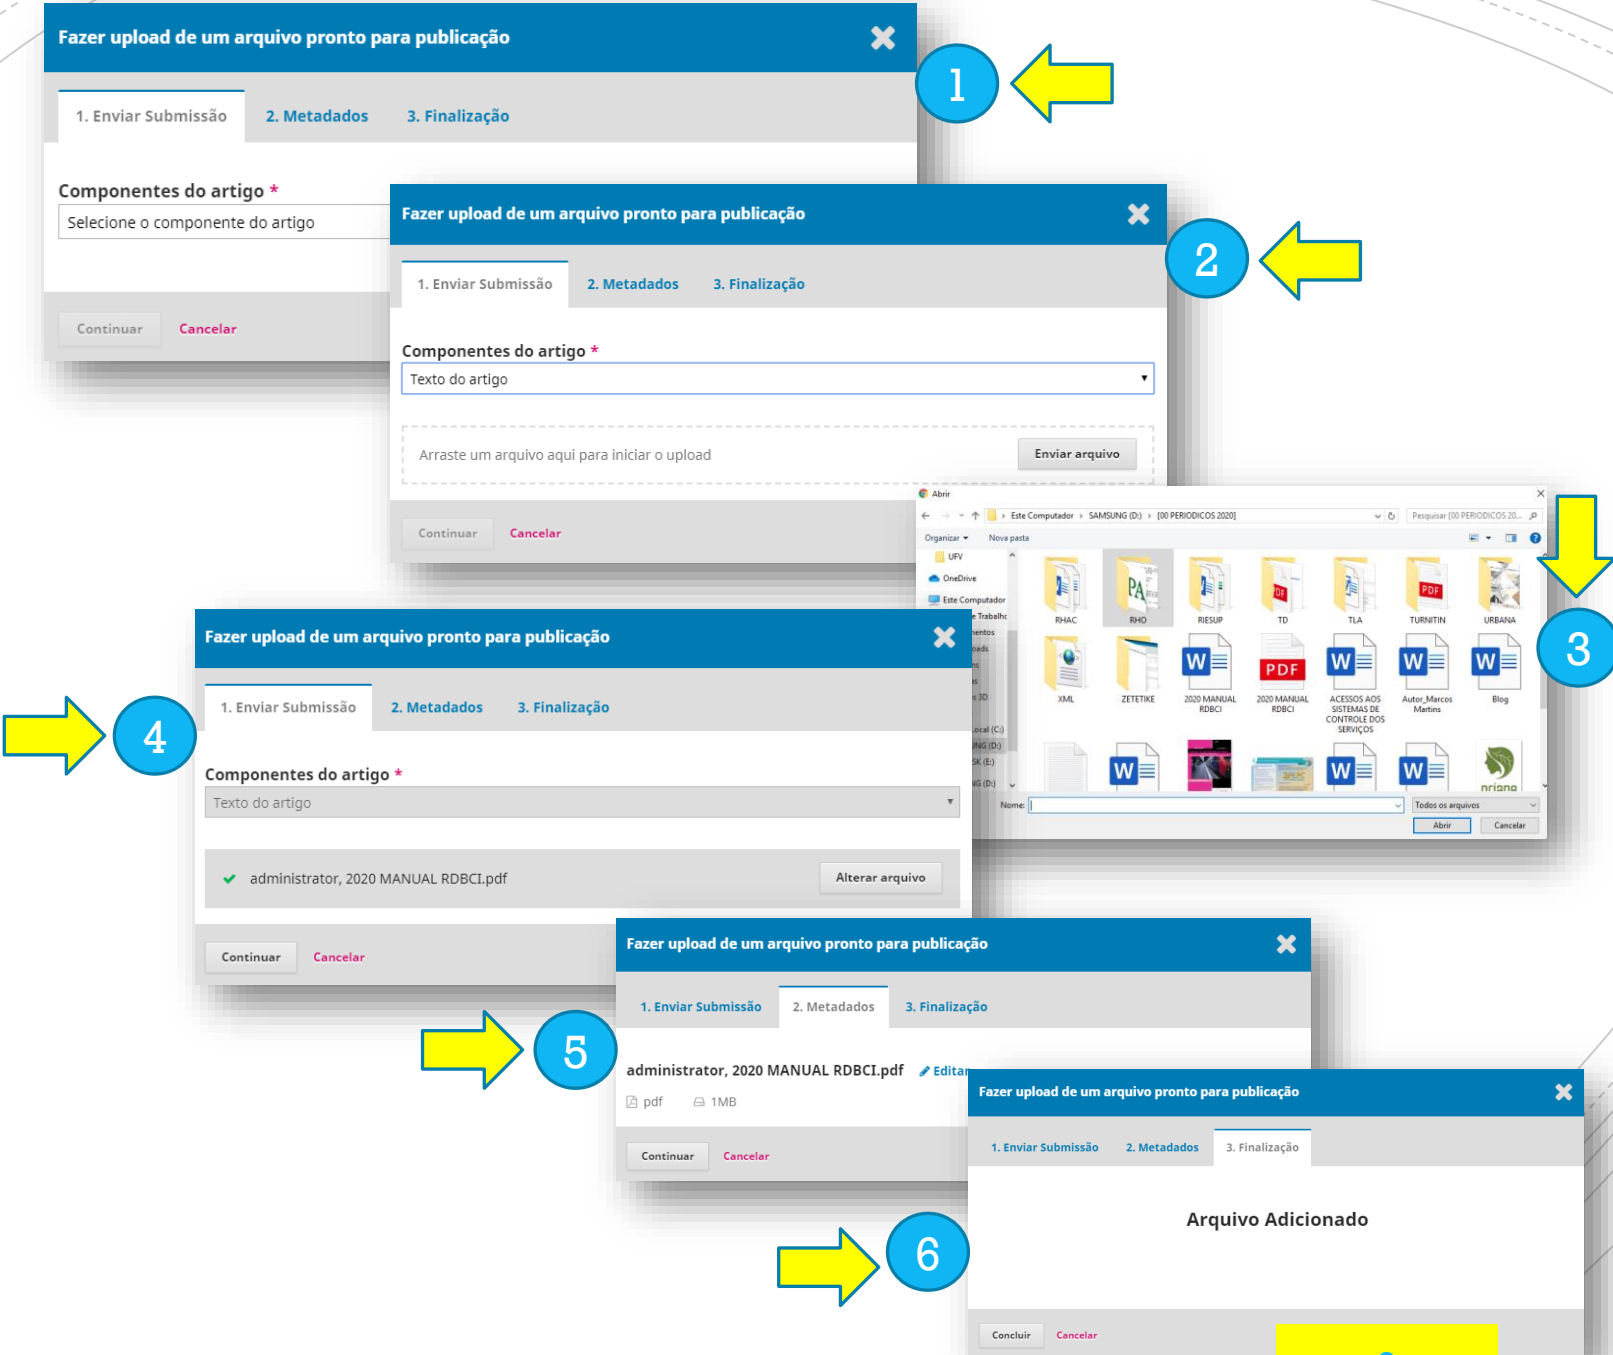 Fazer upload de um arquivo pronto para publicação
1
1. Enviar Submissão 2. Metadados 3. Finalização
Componentes do artigo *
Selecione o componente do artigo
Continuar Cancelar
Fazer upload de um arquivo pronto para publicação
2
1. Enviar Submissão 2. Metadados 3. Finalização
Componentes do artigo *
Texto do artigo
Arraste um arquivo aqui para iniciar o upload Enviar arquivo
Continuar Cancelar
Abrir
Este Computador › SAMSUNG (D:) › [00 PERIODICOS 2020] Pesquisar [00 PERIODICOS 20...
Organizar Nova pasta
UFV
OneDrive
Este Computador
RHAC RHO RIESUP TD TLA TURNITIN URBANA
3
XML ZETETIKE 2020 MANUAL RDBCI 2020 MANUAL RDBCI ACESSOS AOS SISTEMAS DE CONTROLE DOS SERVIÇOS Autor_Marcos Martins Blog
Nome: Todos os arquivos
Abrir Cancelar
Fazer upload de um arquivo pronto para publicação
4
1. Enviar Submissão 2. Metadados 3. Finalização
Componentes do artigo *
Texto do artigo
administrator, 2020 MANUAL RDBCI.pdf Alterar arquivo
Continuar Cancelar
Fazer upload de um arquivo pronto para publicação
5
1. Enviar Submissão 2. Metadados 3. Finalização
administrator, 2020 MANUAL RDBCI.pdf Editar
pdf 1MB
Continuar Cancelar
Fazer upload de um arquivo pronto para publicação
6
1. Enviar Submissão 2. Metadados 3. Finalização
Arquivo Adicionado
Concluir Cancelar